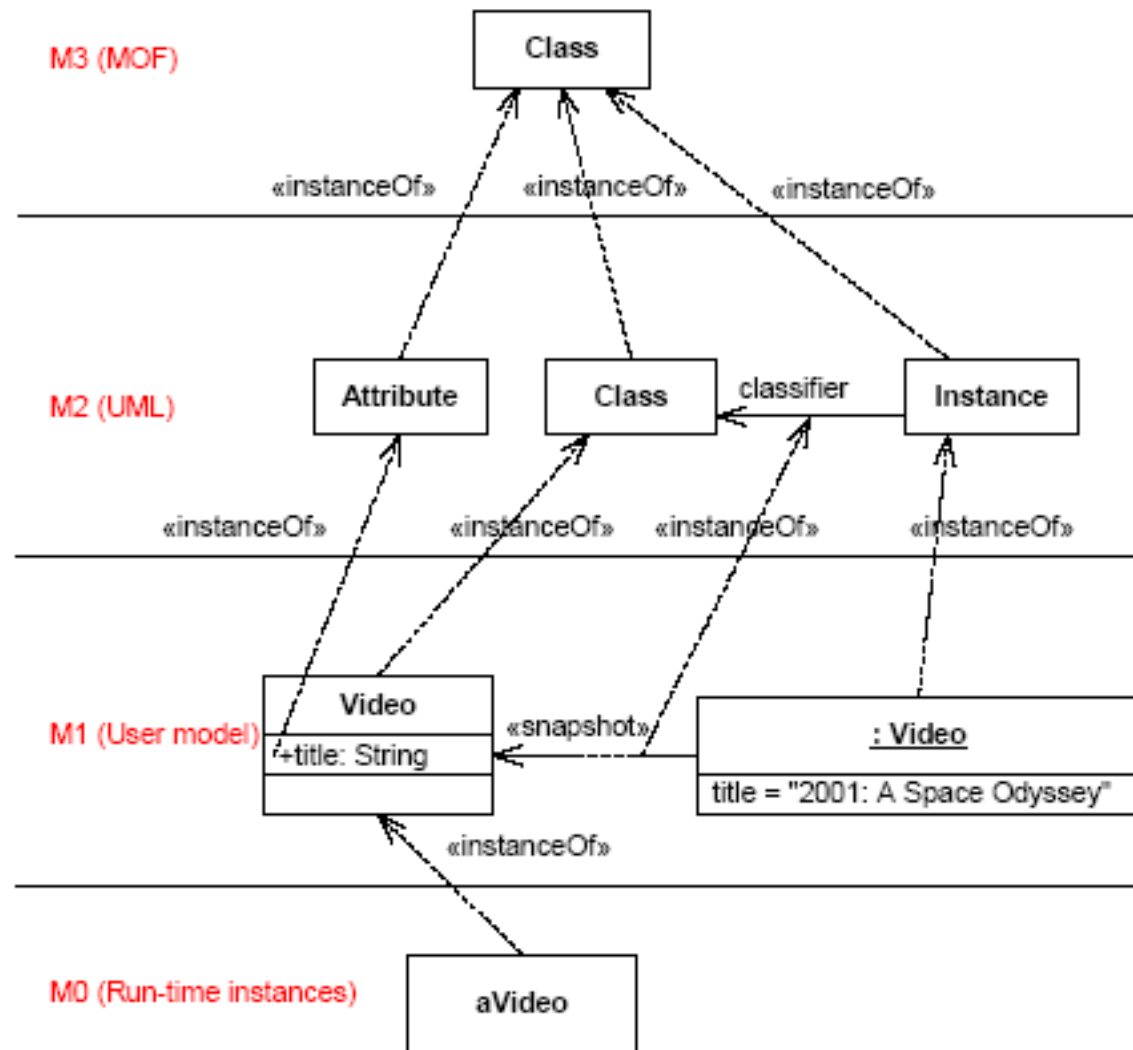 M3 (MOF)
Class
«instanceOf»
«instanceOf»
«instanceOf»
M2 (UML)
Attribute
Class
classifier
Instance
«instanceOf»
«instanceOf»
«instanceOf»
«instanceOf»
M1 (User model)
Video
+title: String
«snapshot»
: Video
title = "2001: A Space Odyssey"
«instanceOf»
M0 (Run-time instances)
aVideo